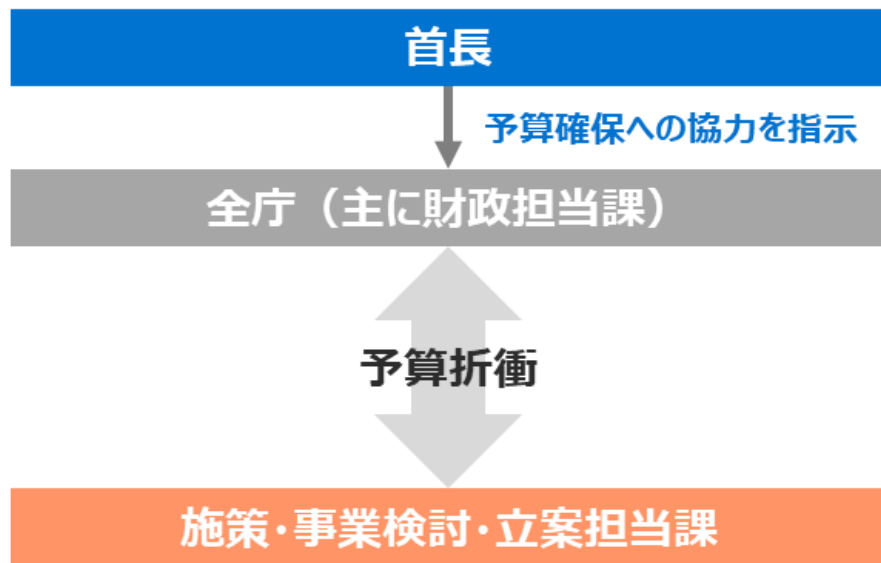 首長
予算確保への協力を指示
全庁（主に財政担当課）
予算折衝
施策・事業検討・立案担当課